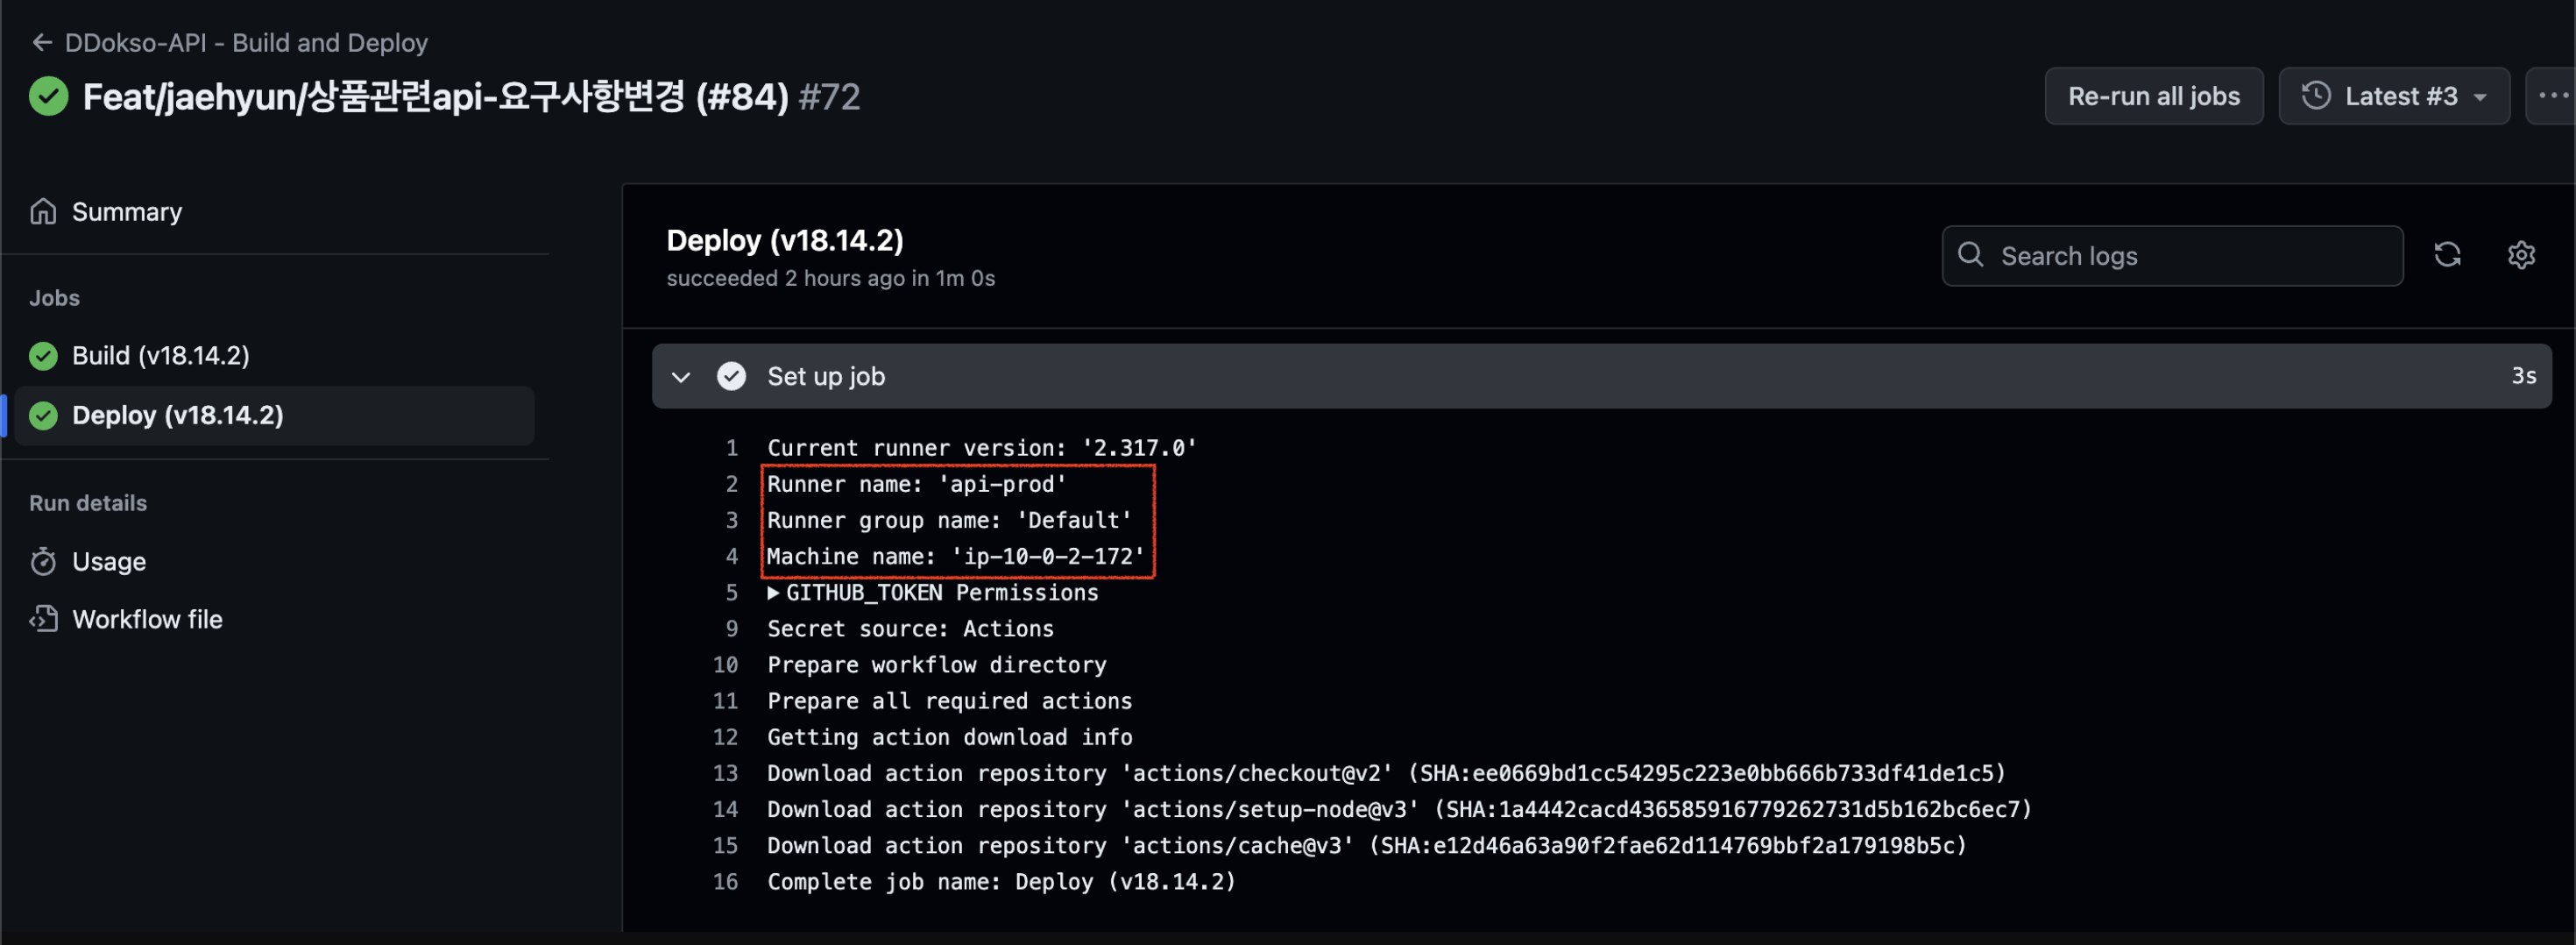 ← DDokso-API - Build and Deploy
Feat/jaehyun/상품관련api-요구사항변경 (#84) #72
Re-run all jobs
Latest #3
Summary
Jobs
Build (v18.14.2)
Deploy (v18.14.2)
Run details
Usage
Workflow file
Deploy (v18.14.2)
succeeded 2 hours ago in 1m 0s
Search logs
Set up job 3s
1 Current runner version: '2.317.0'
2 Runner name: 'api-prod'
3 Runner group name: 'Default'
4 Machine name: 'ip-10-0-2-172'
5 ▶ GITHUB_TOKEN Permissions
9 Secret source: Actions
10 Prepare workflow directory
11 Prepare all required actions
12 Getting action download info
13 Download action repository 'actions/checkout@v2' (SHA:ee0669bd1cc54295c223e0bb666b733df41de1c5)
14 Download action repository 'actions/setup-node@v3' (SHA:1a4442cacd436585916779262731d5b162bc6ec7)
15 Download action repository 'actions/cache@v3' (SHA:e12d46a63a90f2fae62d114769bbf2a179198b5c)
16 Complete job name: Deploy (v18.14.2)